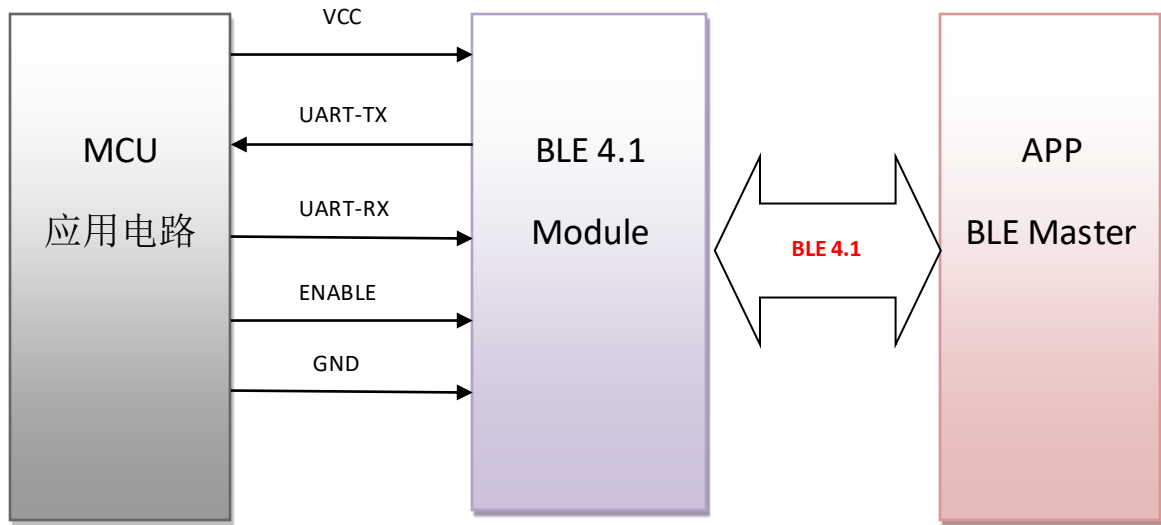 MCU
应用电路
VCC
UART-TX
UART-RX
ENABLE
GND
BLE 4.1
Module
BLE 4.1
APP
BLE Master